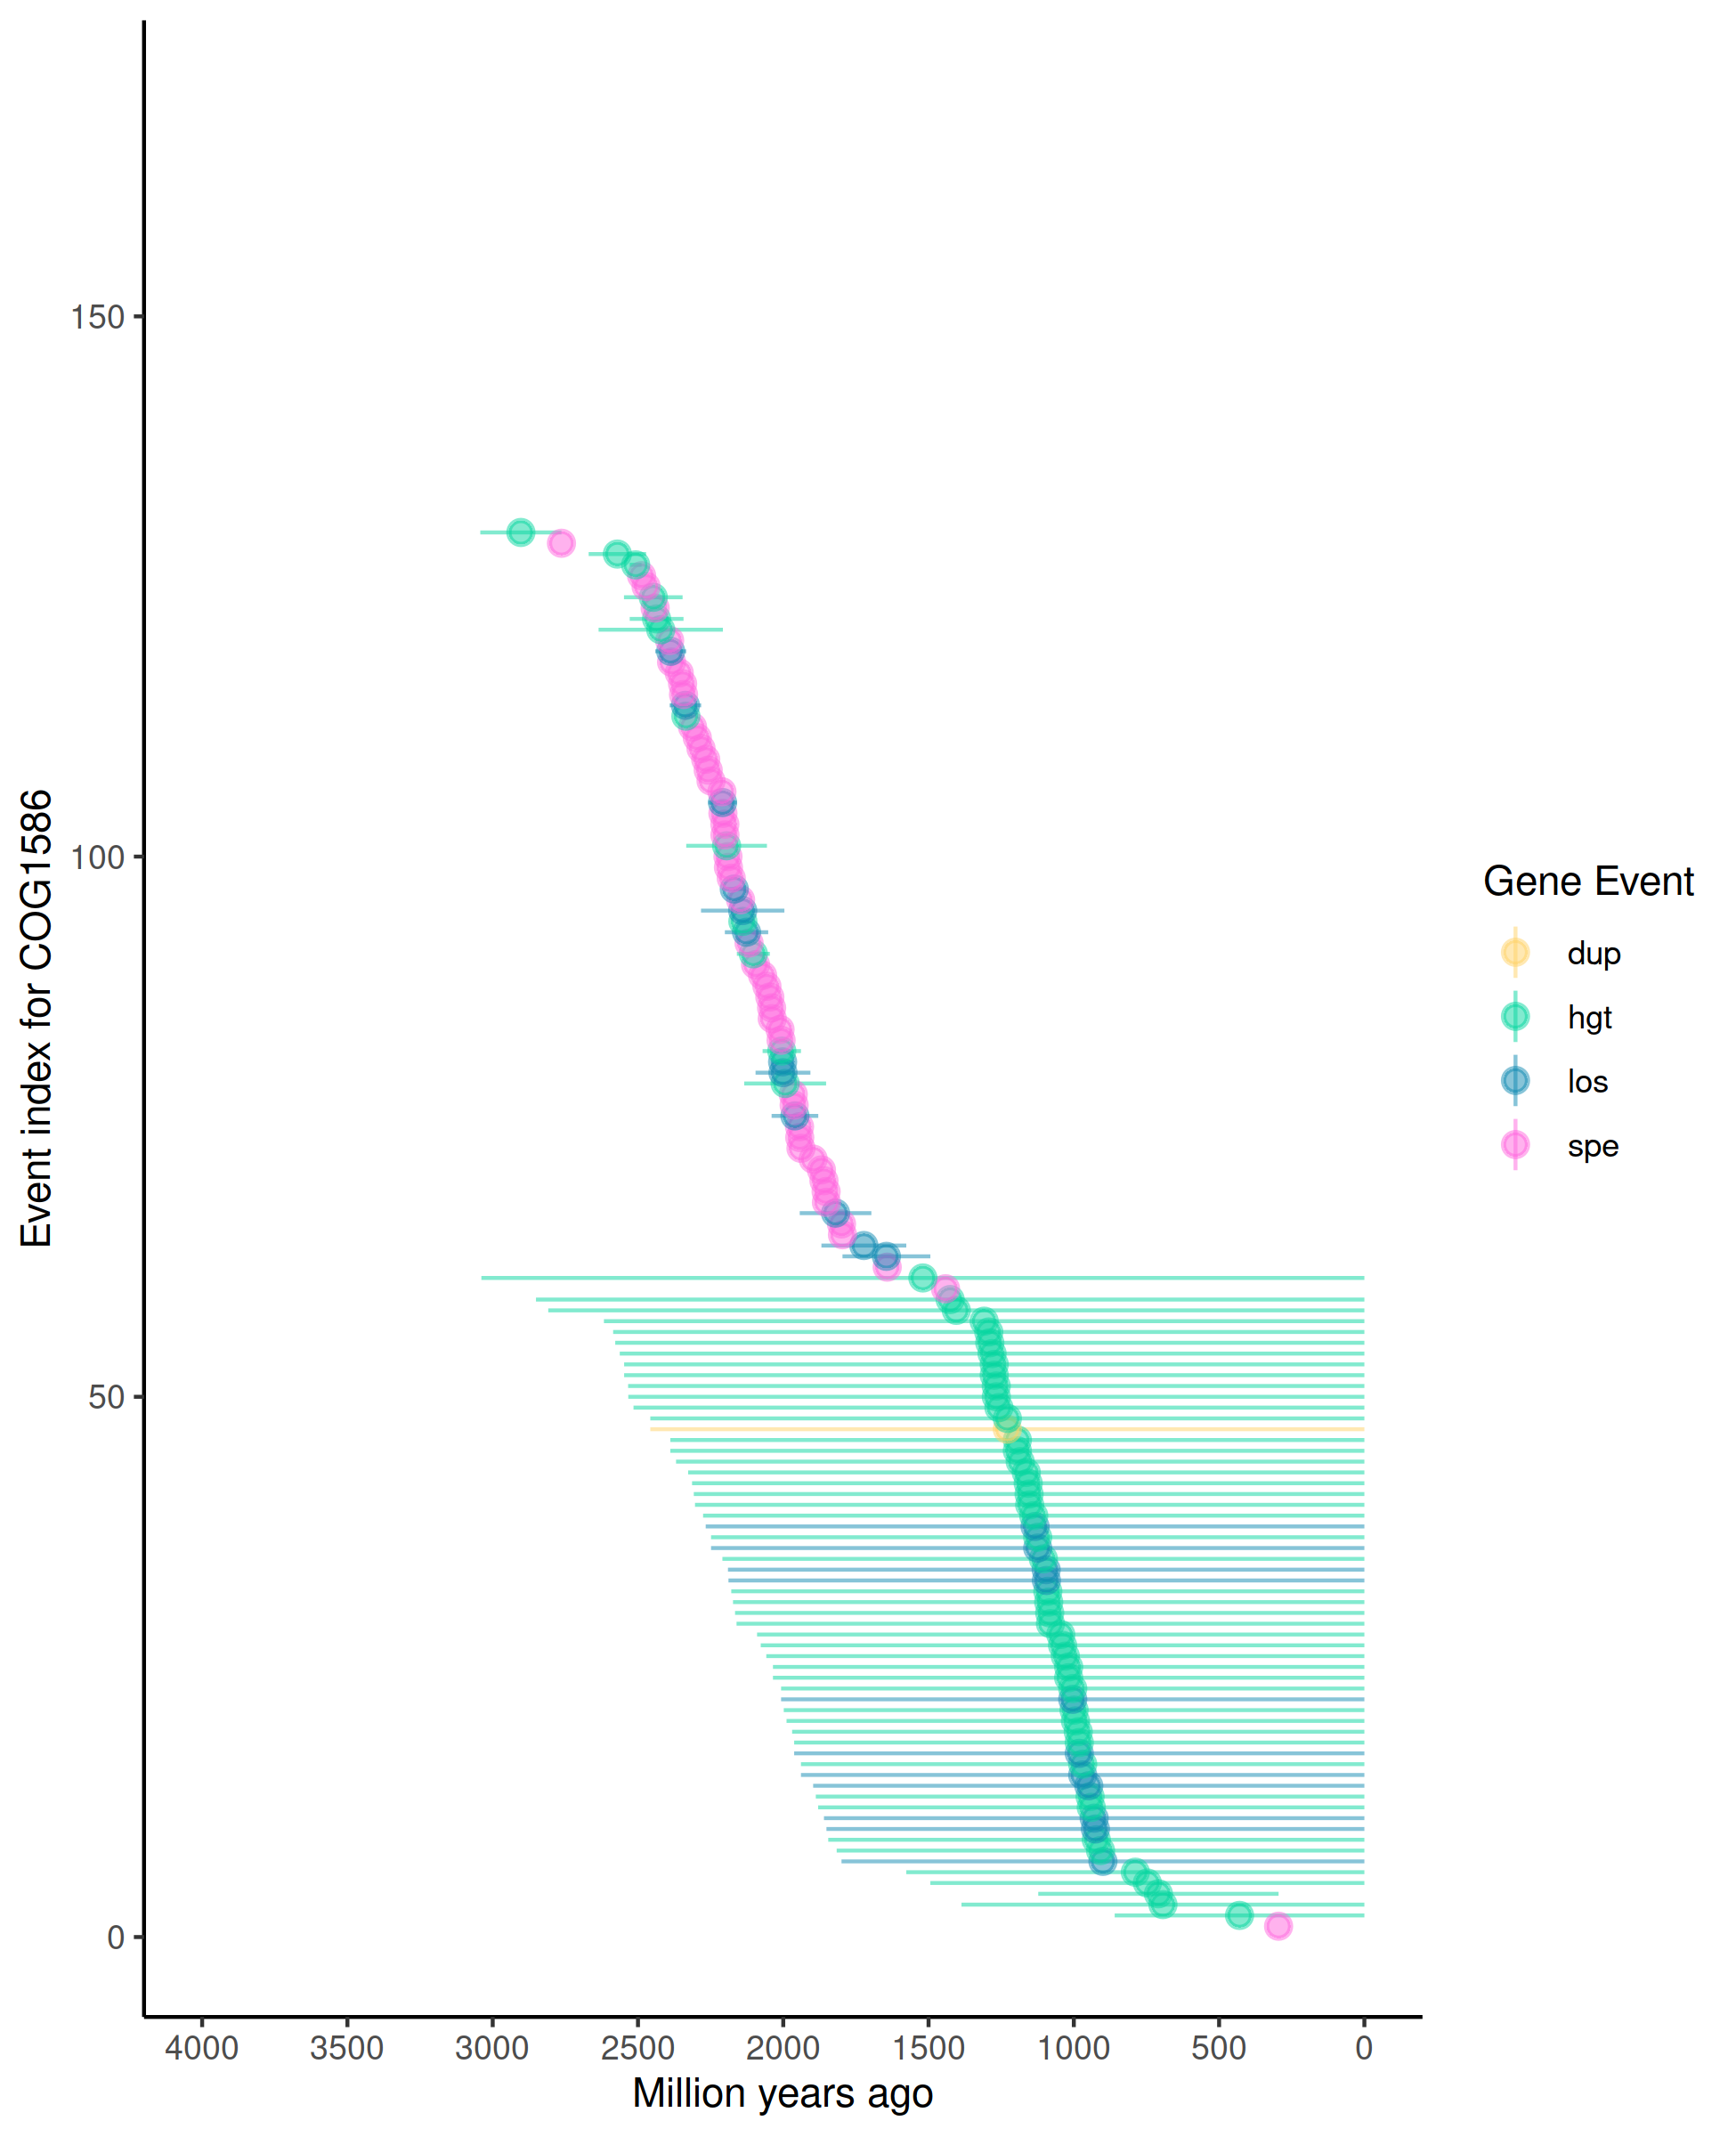 150
100
50
0
Event index for COG1586
4000 3500 3000 2500 2000 1500 1000 500 0
Million years ago
Gene Event
dup
hgt
los
spe